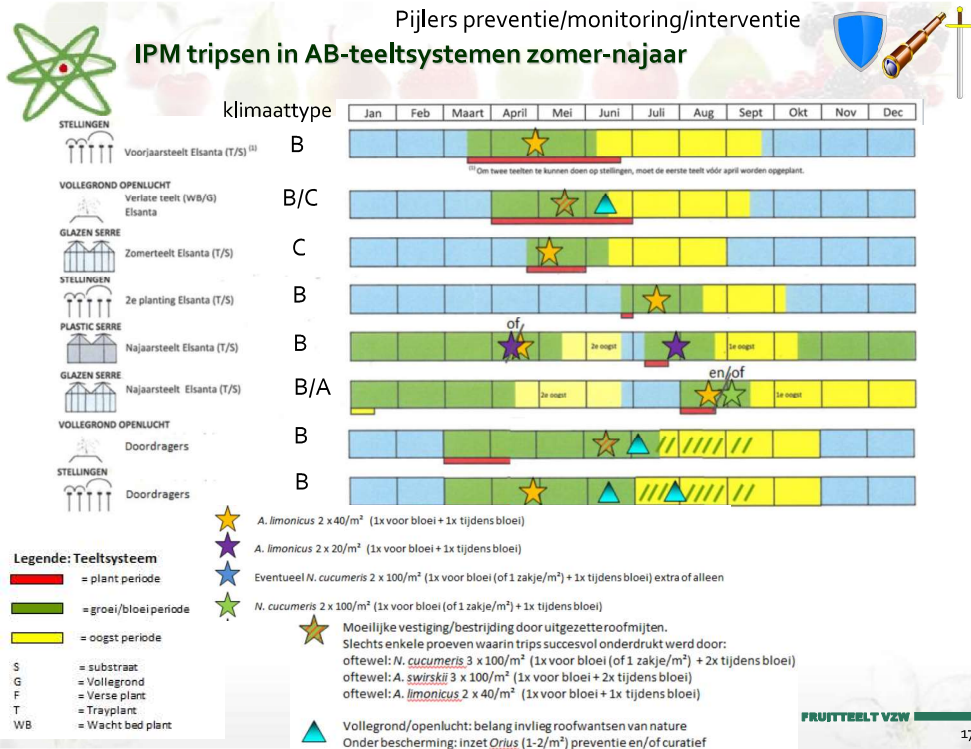 Pijlers preventie/monitoring/interventie
IPM tripsen in AB-teeltsystemen zomer-najaar
klimaattype
Jan Feb Maart April Mei Juni Juli Aug Sept Okt Nov Dec
STELLINGEN
Voorjaarsteelt Elsanta (T/S) (1)
B
(1) Om twee teelten te kunnen doen op stellingen, moet de eerste teelt vóór april worden opgeplant.
VOLLEGROND OPENLUCHT
Verlate teelt (WB/G)
Elsanta
B/C
GLAZEN SERRE
Zomerteelt Elsanta (T/S)
C
STELLINGEN
2e planting Elsanta (T/S)
B
PLASTIC SERRE
Najaarsteelt Elsanta (T/S)
B
of
2e oogst
1e oogst
GLAZEN SERRE
Najaarsteelt Elsanta (T/S)
B/A
en/of
2e oogst
1e oogst
VOLLEGROND OPENLUCHT
Doordragers
B
STELLINGEN
Doordragers
B
A. limonicus 2 x 40/m² (1x voor bloei + 1x tijdens bloei)
A. limonicus 2 x 20/m² (1x voor bloei + 1x tijdens bloei)
Eventueel N. cucumeris 2 x 100/m² (1x voor bloei (of 1 zakje/m²) + 1x tijdens bloei) extra of alleen
N. cucumeris 2 x 100/m² (1x voor bloei (of 1 zakje/m²) + 1x tijdens bloei)
Moeilijke vestiging/bestrijding door uitgezette roofmijten.
Slechts enkele proeven waarin trips succesvol onderdrukt werd door:
oftewel: N. cucumeris 3 x 100/m² (1x voor bloei (of 1 zakje/m²) + 2x tijdens bloei)
oftewel: A. swirskii 3 x 100/m² (1x voor bloei + 2x tijdens bloei)
oftewel: A. limonicus 2 x 40/m² (1x voor bloei + 1x tijdens bloei)
Vollegrond/openlucht: belang invlieg roofwantsen van nature
Onder bescherming: inzet Orius (1-2/m²) preventie en/of curatief
Legende: Teeltsysteem
= plant periode
= groei/bloei periode
= oogst periode
S = substraat
G = Vollegrond
F = Verse plant
T = Trayplant
WB = Wacht bed plant
FRUITTEELT VZW
17